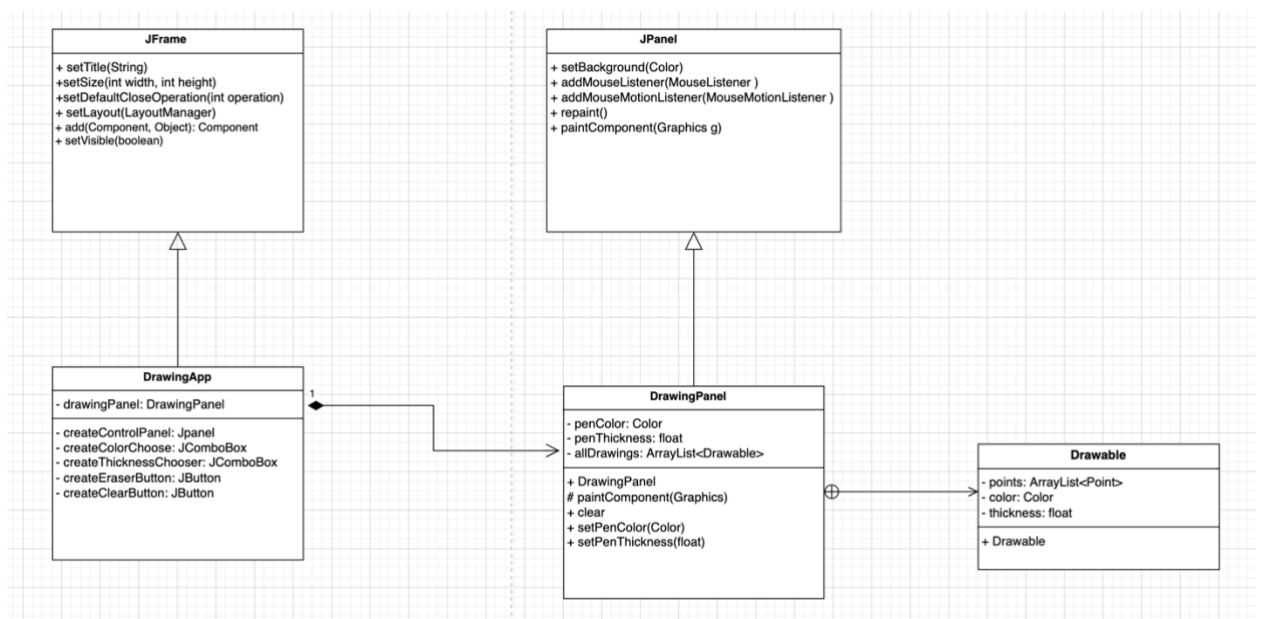 JFrame
+ setTitle(String)
+setSize(int width, int height)
+setDefaultCloseOperation(int operation)
+ setLayout(LayoutManager)
+ add(Component, Object): Component
+ setVisible(boolean)
JPanel
+ setBackground(Color)
+ addMouseListener(MouseListener )
+ addMouseMotionListener(MouseMotionListener )
+ repaint()
+ paintComponent(Graphics g)
DrawingApp
- drawingPanel: DrawingPanel
- createControlPanel: Jpanel
- createColorChoose: JComboBox
- createThicknessChooser: JComboBox
- createEraserButton: JButton
- createClearButton: JButton
1
DrawingPanel
- penColor: Color
- penThickness: float
- allDrawings: ArrayList<Drawable>
+ DrawingPanel
# paintComponent(Graphics)
+ clear
+ setPenColor(Color)
+ setPenThickness(float)
Drawable
- points: ArrayList<Point>
- color: Color
- thickness: float
+ Drawable